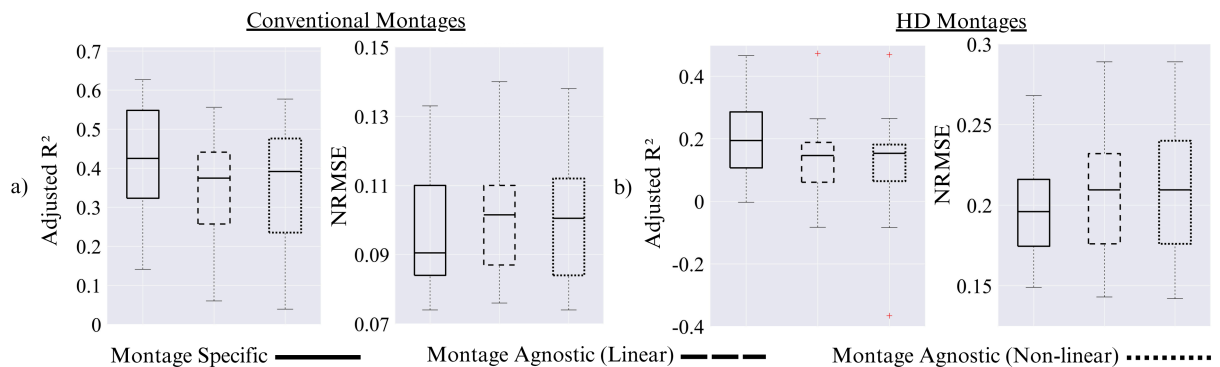 Conventional Montages
HD Montages
a)
Adjusted R²
0.7
0.6
0.5
0.4
0.3
0.2
0.1
0
NRMSE
0.15
0.13
0.11
0.09
0.07
b)
Adjusted R²
0.4
0.2
0
-0.2
-0.4
NRMSE
0.3
0.25
0.2
0.15
Montage Specific
Montage Agnostic (Linear)
Montage Agnostic (Non-linear)